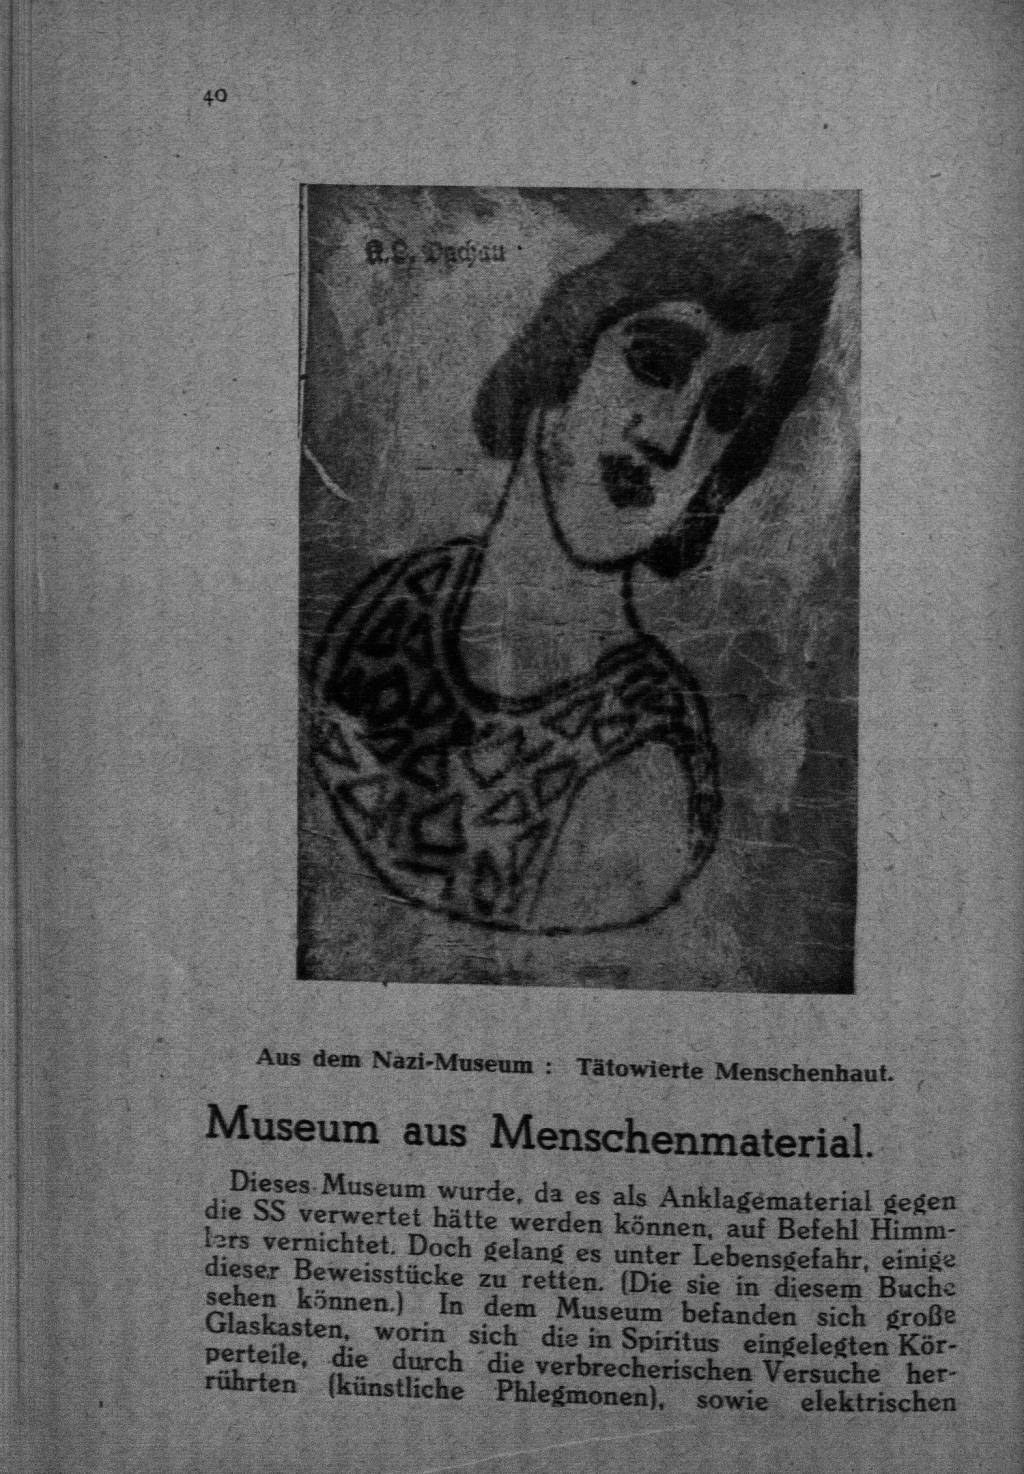 40
K.L. Dachau
Aus dem Nazi-Museum : Tätowierte Menschenhaut.
Museum aus Menschenmaterial.
Dieses Museum wurde, da es als Anklagematerial gegen
die SS verwertet hätte werden können, auf Befehl Himm-
lers vernichtet. Doch gelang es unter Lebensgefahr, einige
dieser Beweisstücke zu retten. (Die sie in diesem Buche
sehen können.) In dem Museum befanden sich große
Glaskasten, worin sich die in Spiritus eingelegten Kör-
perteile, die durch die verbrecherischen Versuche her-
rührten (künstliche Phlegmonen), sowie elektrischen